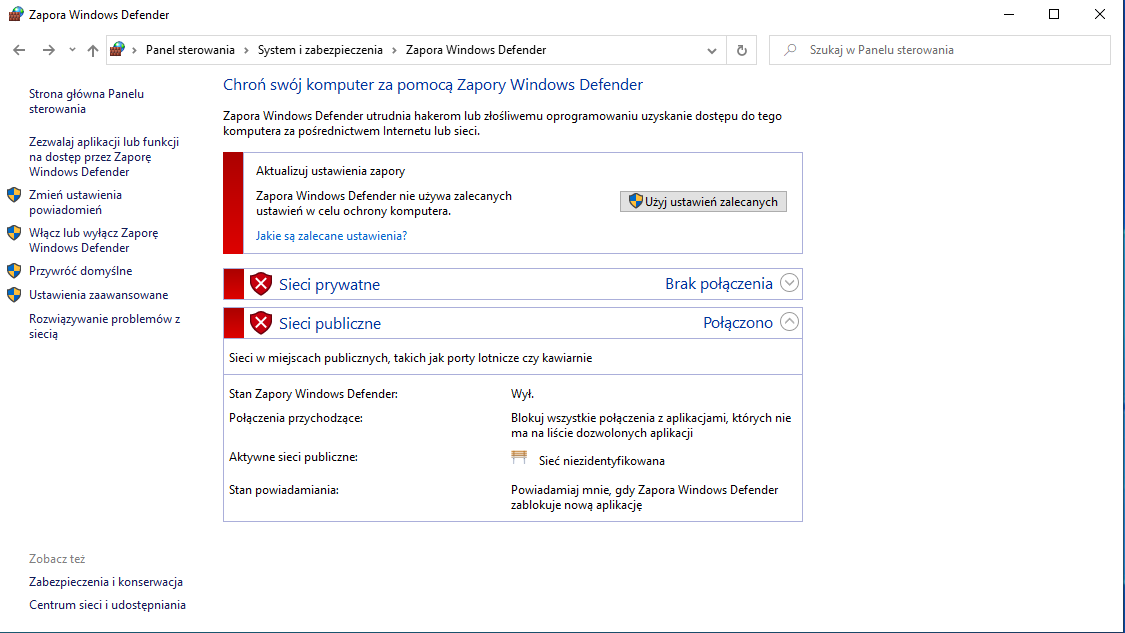 Zapora Windows Defender
Panel sterowania
System i zabezpieczenia
Zapora Windows Defender
Szukaj w Panelu sterowania
Strona główna Panelu
sterowania
Zezwalaj aplikacji lub funkcji
na dostęp przez Zaporę
Windows Defender
Zmień ustawienia
powiadomień
Włącz lub wyłącz Zaporę
Windows Defender
Przywróć domyślne
Ustawienia zaawansowane
Rozwiązywanie problemów z
siecią
Chroń swój komputer za pomocą Zapory Windows Defender
Zapora Windows Defender utrudnia hakerom lub złośliwemu oprogramowaniu uzyskanie dostępu do tego
komputera za pośrednictwem Internetu lub sieci.
Aktualizuj ustawienia zapory
Zapora Windows Defender nie używa zalecanych
ustawień w celu ochrony komputera.
Użyj ustawień zalecanych
Jakie są zalecane ustawienia?
Sieci prywatne
Brak połączenia
Sieci publiczne
Połączono
Sieci w miejscach publicznych, takich jak porty lotnicze czy kawiarnie
Stan Zapory Windows Defender:
Wył.
Połączenia przychodzące:
Blokuj wszystkie połączenia z aplikacjami, których nie
ma na liście dozwolonych aplikacji
Aktywne sieci publiczne:
Sieć niezidentyfikowana
Stan powiadamiania:
Powiadamiaj mnie, gdy Zapora Windows Defender
zablokuje nową aplikację
Zobacz też
Zabezpieczenia i konserwacja
Centrum sieci i udostępniania